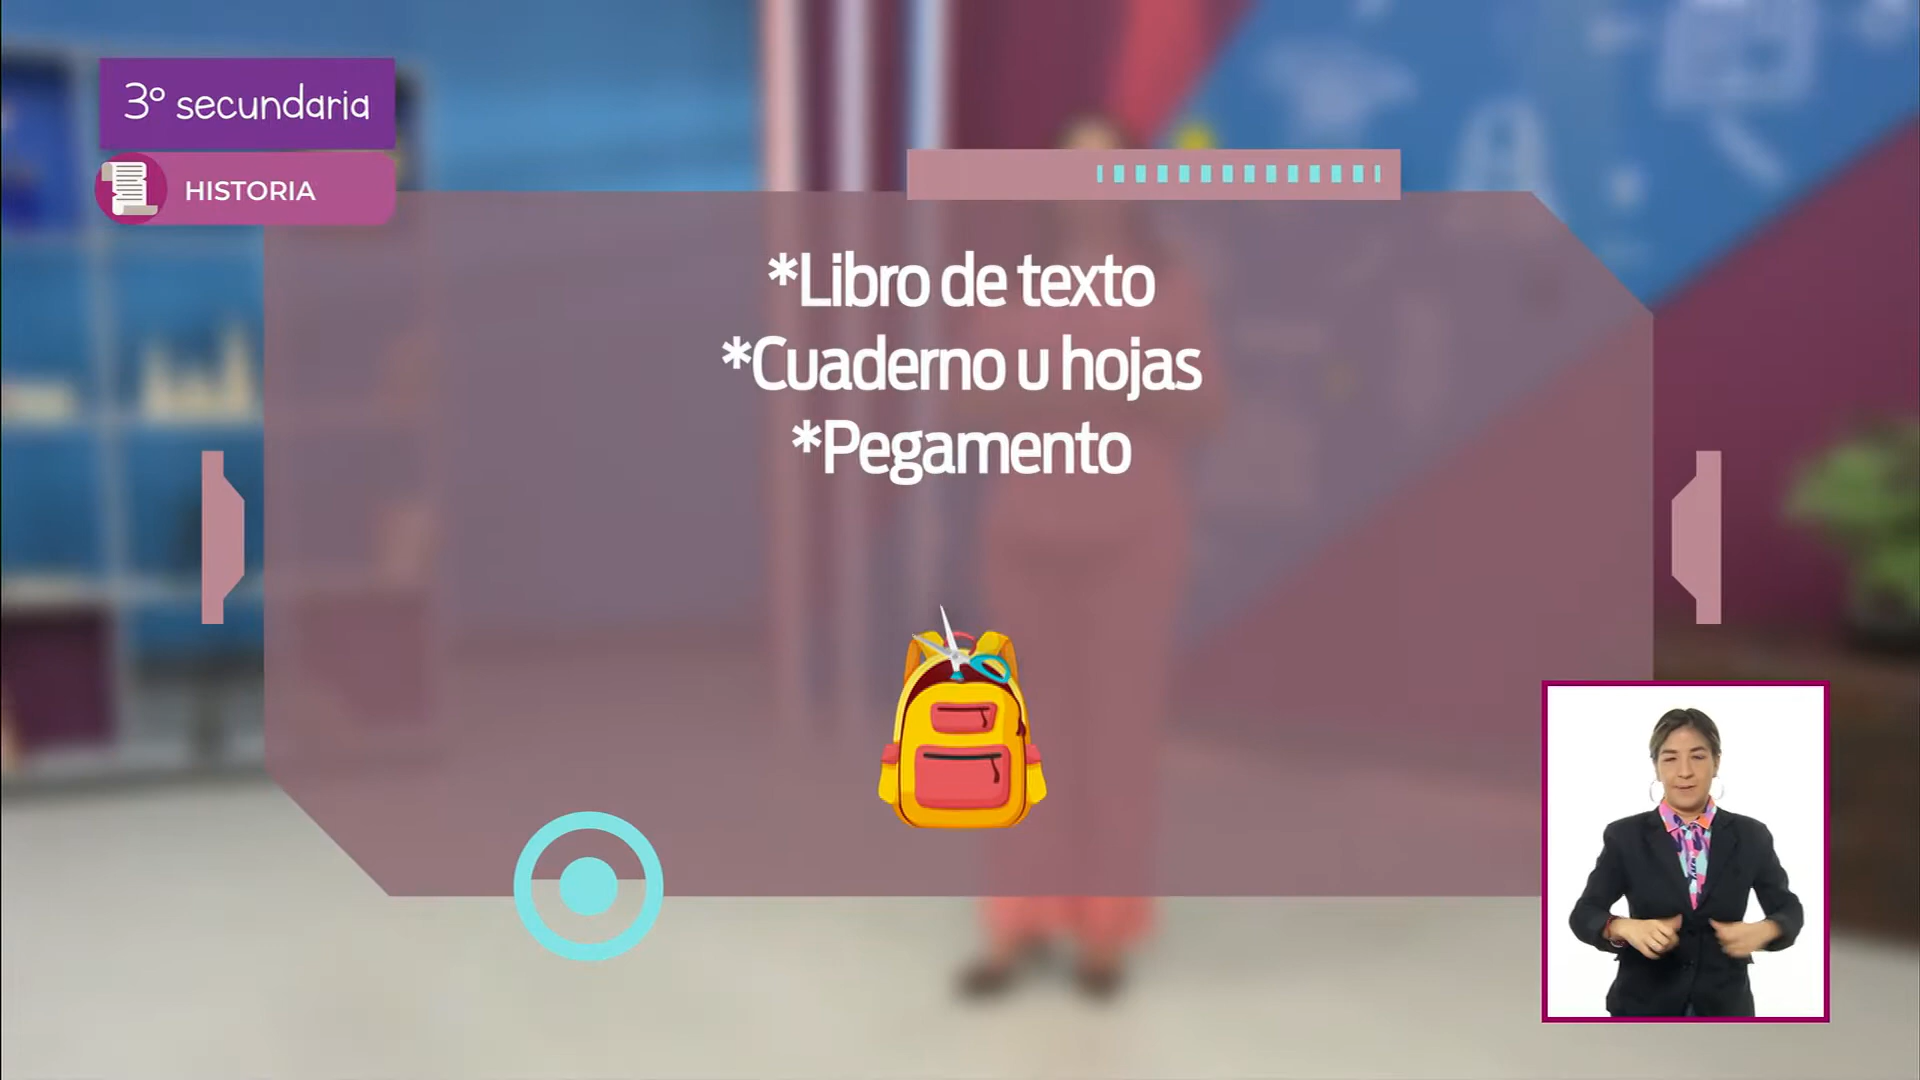 3° secundaria
HISTORIA
*Libro de texto
*Cuaderno u hojas
*Pegamento